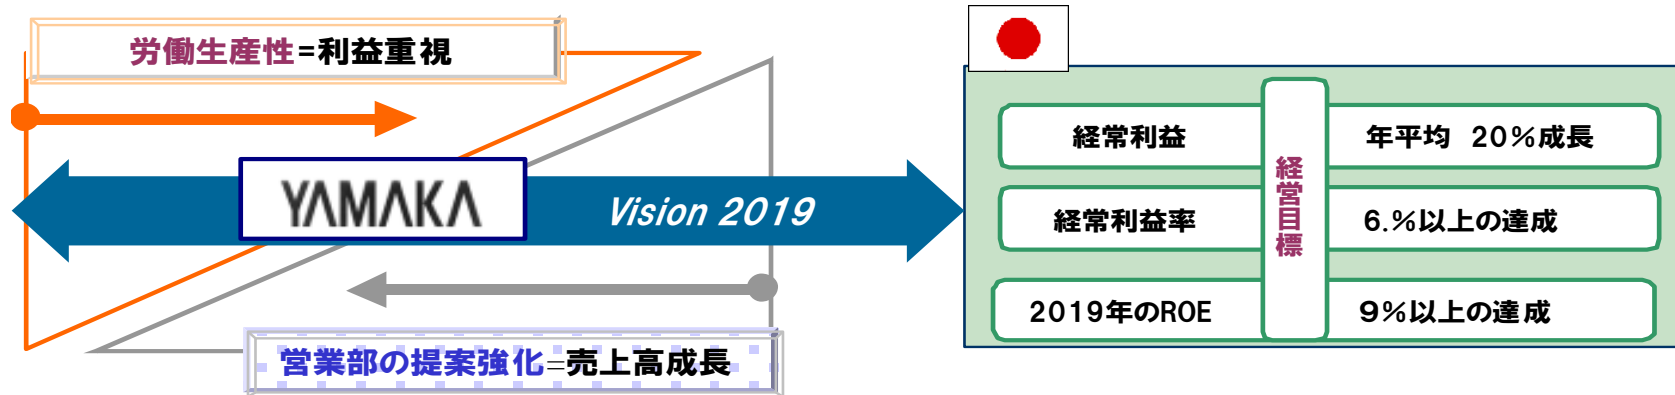 労働生産性=利益重視
YAMAKA
Vision 2019
営業部の提案強化=売上高成長
経営目標
経常利益 年平均 20%成長
経常利益率 6.%以上の達成
2019年のROE 9%以上の達成